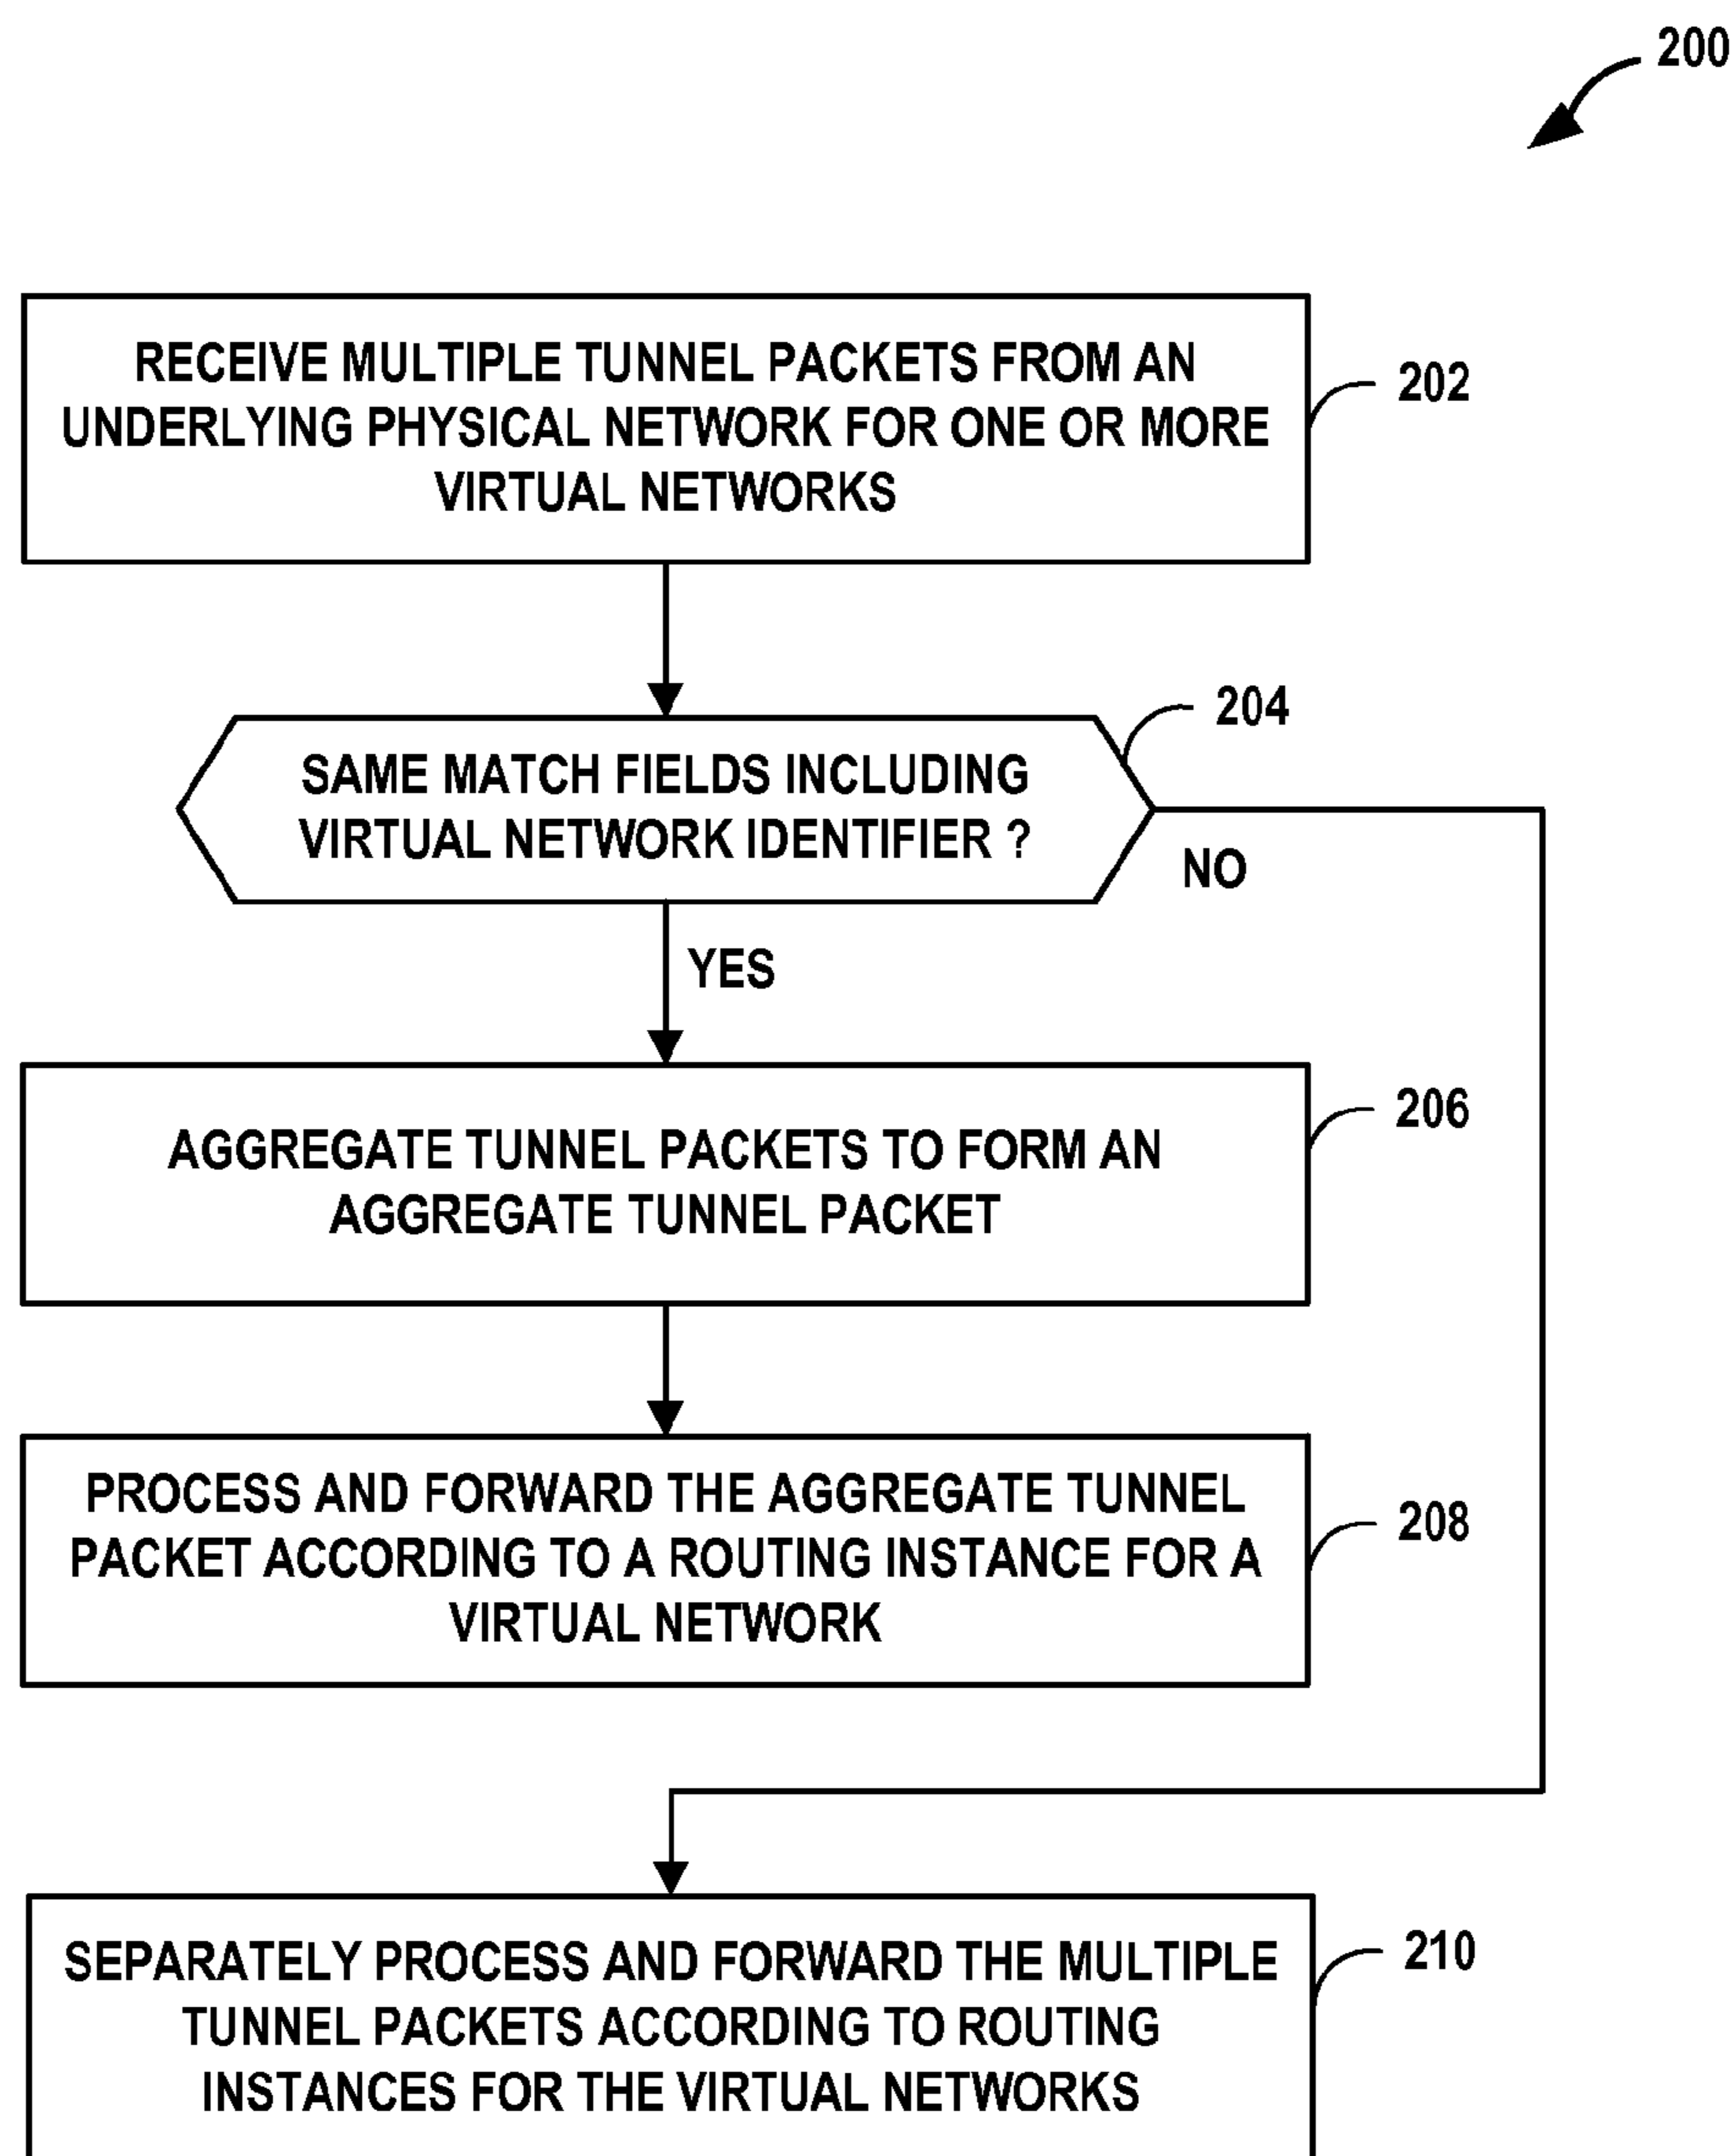 200
RECEIVE MULTIPLE TUNNEL PACKETS FROM AN
UNDERLYING PHYSICAL NETWORK FOR ONE OR MORE
VIRTUAL NETWORKS
202
204
SAME MATCH FIELDS INCLUDING
VIRTUAL NETWORK IDENTIFIER ?
NO
YES
206
AGGREGATE TUNNEL PACKETS TO FORM AN
AGGREGATE TUNNEL PACKET
PROCESS AND FORWARD THE AGGREGATE TUNNEL
PACKET ACCORDING TO A ROUTING INSTANCE FOR A
VIRTUAL NETWORK
208
SEPARATELY PROCESS AND FORWARD THE MULTIPLE
TUNNEL PACKETS ACCORDING TO ROUTING
INSTANCES FOR THE VIRTUAL NETWORKS
210